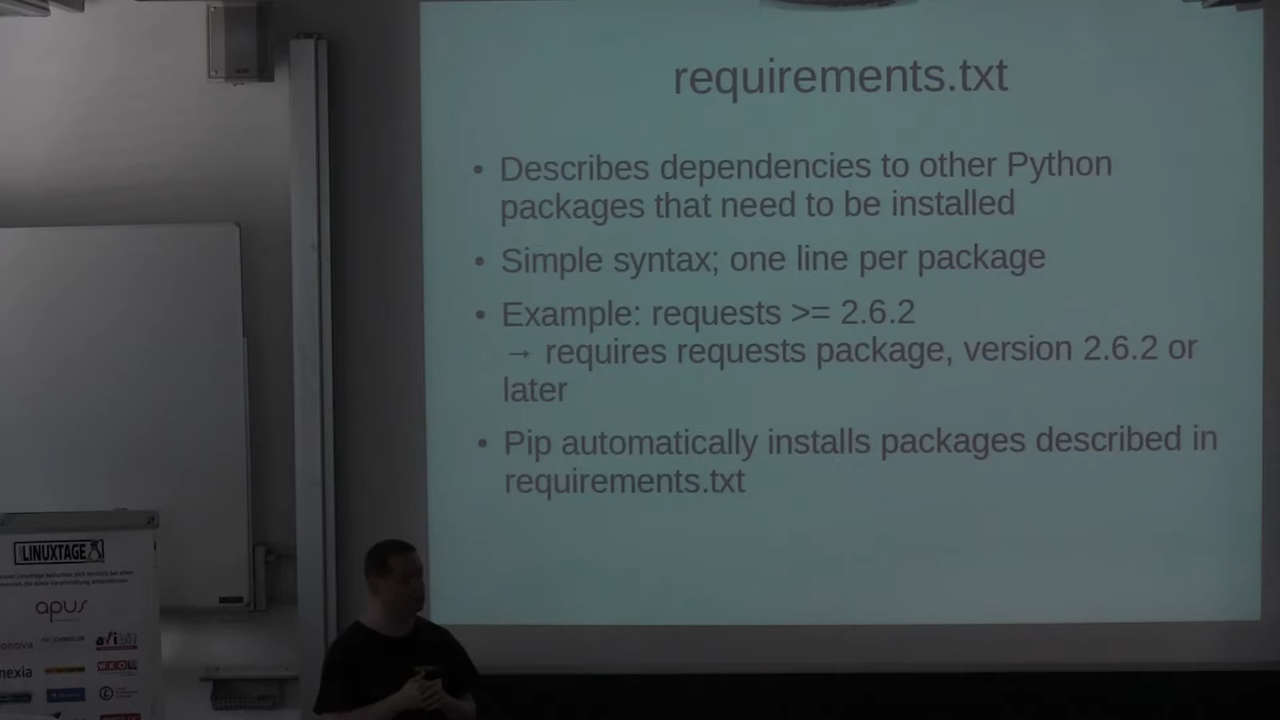 requirements.txt
• Describes dependencies to other Python
packages that need to be installed
• Simple syntax; one line per package
• Example: requests >= 2.6.2
→ requires requests package, version 2.6.2 or
later
• Pip automatically installs packages described in
requirements.txt
LINUXTAGE
apus
avibit
nexia
WKO